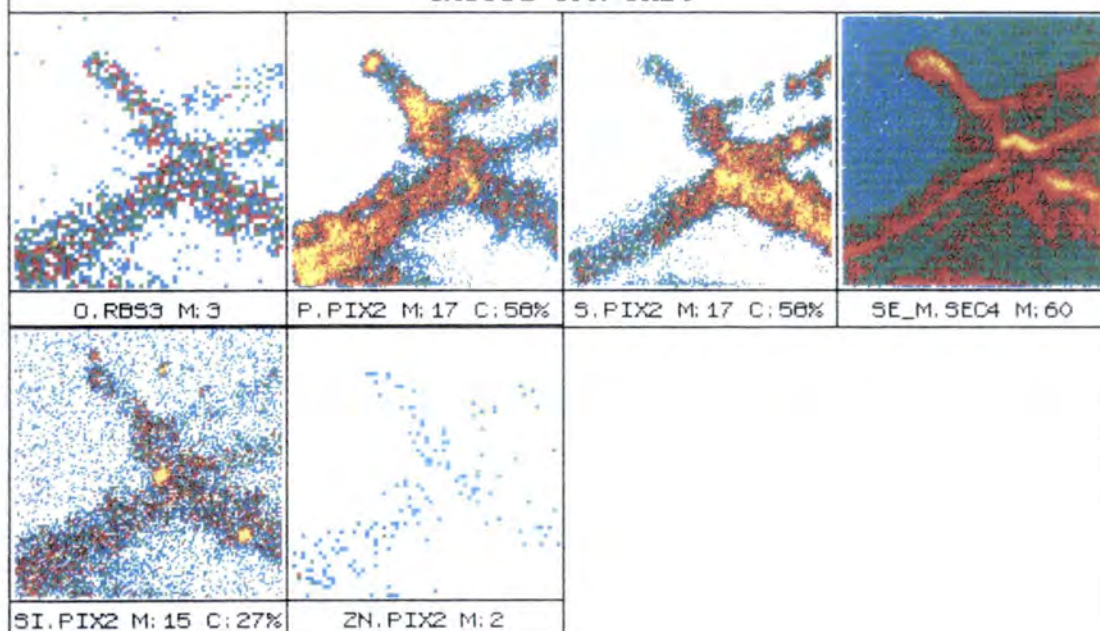 O.RBS3 M:3
P.PIX2 M:17 C:58%
S.PIX2 M:17 C:58%
SE_M.SEC4 M:60
SI.PIX2 M:15 C:27%
ZN.PIX2 M:2